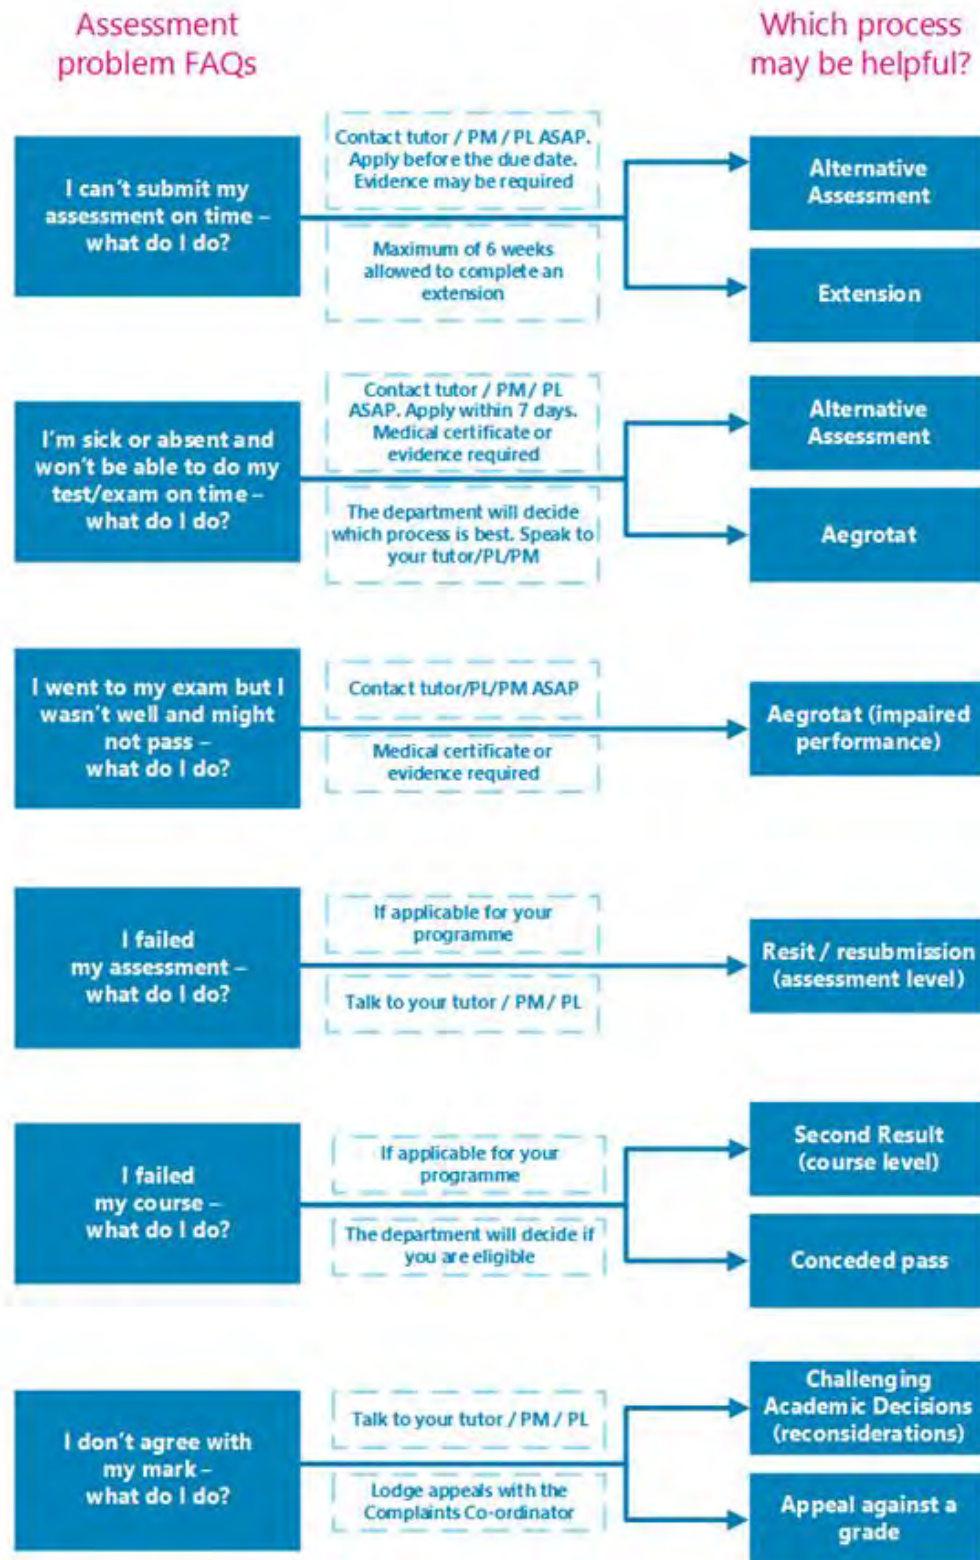 Assessment
problem FAQs
Which process
may be helpful?
I can't submit my
assessment on time –
what do I do?
Contact tutor / PM / PL ASAP.
Apply before the due date.
Evidence may be required
Maximum of 6 weeks
allowed to complete an
extension
Alternative
Assessment
Extension
I'm sick or absent and
won't be able to do my
test/exam on time –
what do I do?
Contact tutor / PM/ PL
ASAP. Apply within 7 days.
Medical certificate or
evidence required
The department will decide
which process is best. Speak to
your tutor/PL/PM
Alternative
Assessment
Aegrotat
I went to my exam but I
wasn't well and might
not pass –
what do I do?
Contact tutor/PL/PM ASAP
Medical certificate or
evidence required
Aegrotat (impaired
performance)
I failed
my assessment –
what do I do?
If applicable for your
programme
Talk to your tutor / PM / PL
Resit / resubmission
(assessment level)
I failed
my course –
what do I do?
If applicable for your
programme
The department will decide if
you are eligible
Second Result
(course level)
Conceded pass
I don't agree with
my mark –
what do I do?
Talk to your tutor / PM / PL
Lodge appeals with the
Complaints Co-ordinator
Challenging
Academic Decisions
(reconsiderations)
Appeal against a
grade